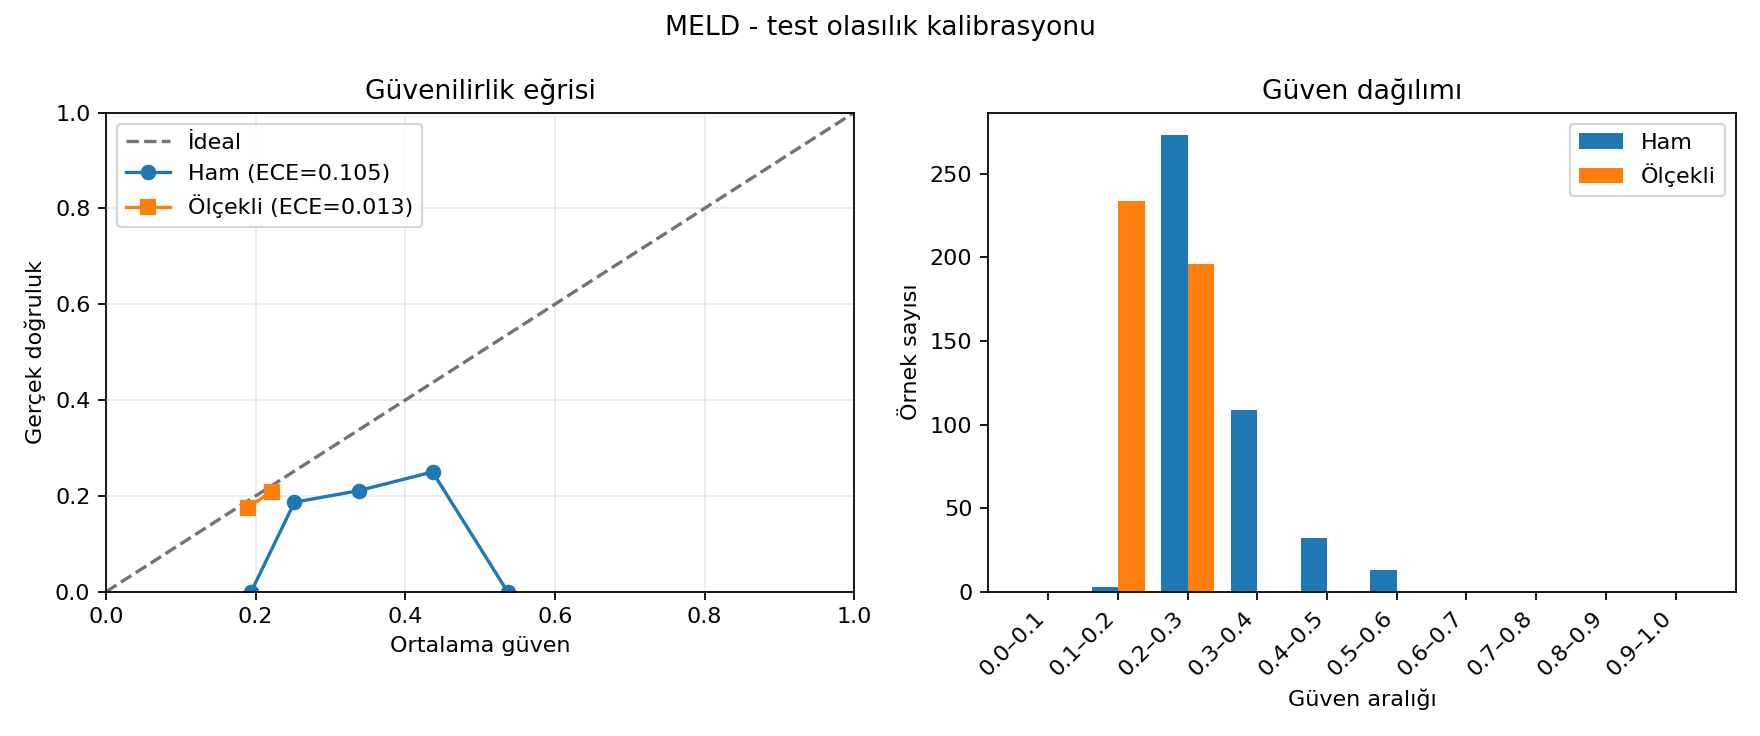 MELD - test olasılık kalibrasyonu
Güvenilirlik eğrisi
1.0
0.8
0.6
0.4
0.2
0.0
Gerçek doğruluk
İdeal
Ham (ECE=0.105)
Ölçekli (ECE=0.013)
0.0 0.2 0.4 0.6 0.8 1.0
Ortalama güven
Güven dağılımı
250
200
150
100
50
0
Örnek sayısı
Ham
Ölçekli
0.0–0.1 0.1–0.2 0.2–0.3 0.3–0.4 0.4–0.5 0.5–0.6 0.6–0.7 0.7–0.8 0.8–0.9 0.9–1.0
Güven aralığı